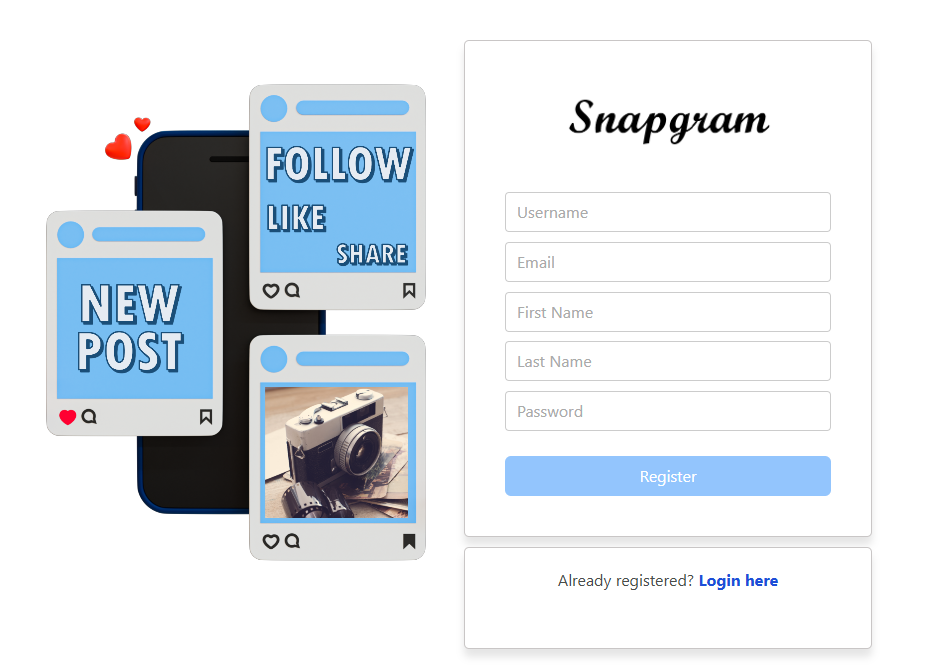 FOLLOW
LIKE
SHARE
NEW
POST
Snapgram
Username
Email
First Name
Last Name
Password
Register
Already registered? Login here